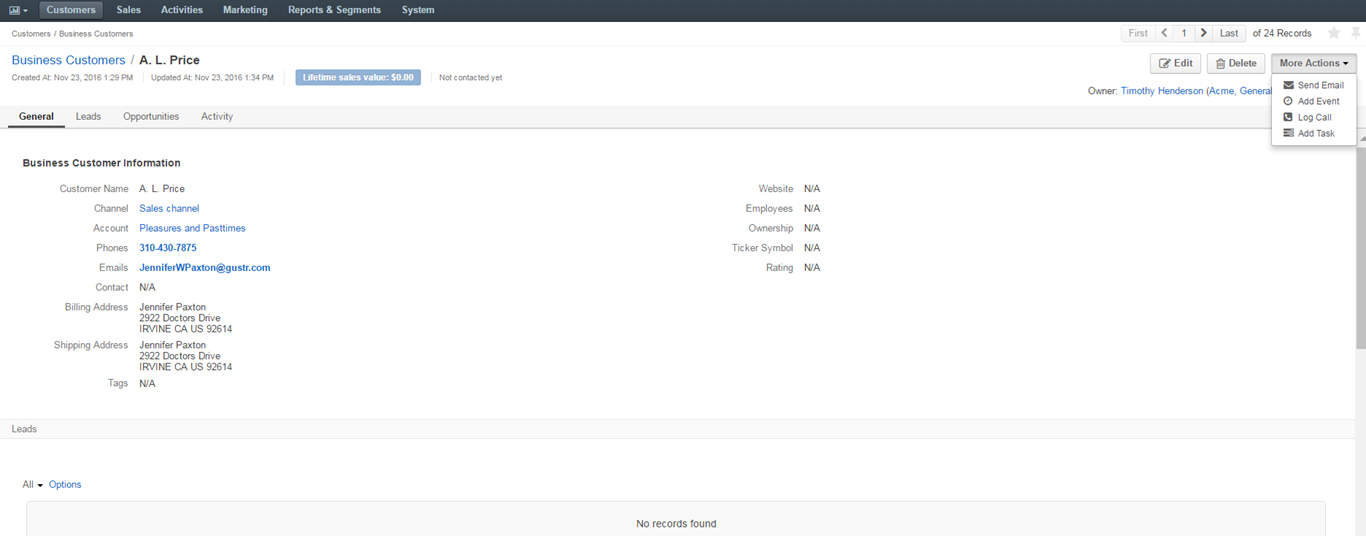 Customers Sales Activities Marketing Reports & Segments System
Customers / Business Customers First 1 Last of 24 Records
Business Customers / A. L. Price Edit Delete More Actions
Created At: Nov 23, 2016 1:29 PM Updated At: Nov 23, 2016 1:34 PM Lifetime sales value: $0.00 Not contacted yet
Send Email
Owner: Timothy Henderson (Acme, General
Add Event
Log Call
Add Task
General Leads Opportunities Activity
Business Customer Information
Customer Name A. L. Price
Channel Sales channel
Account Pleasures and Pasttimes
Phones 310-430-7875
Emails JenniferWPaxton@gustr.com
Contact N/A
Billing Address Jennifer Paxton
2922 Doctors Drive
IRVINE CA US 92614
Shipping Address Jennifer Paxton
2922 Doctors Drive
IRVINE CA US 92614
Tags N/A
Website N/A
Employees N/A
Ownership N/A
Ticker Symbol N/A
Rating N/A
Leads
All Options
No records found